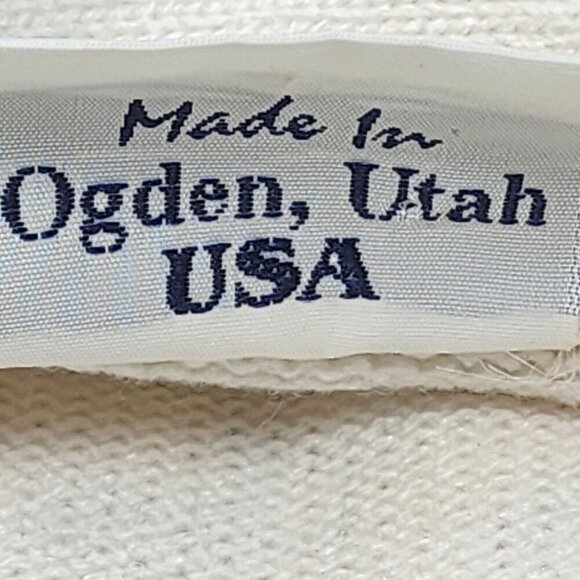 Made In
Ogden, Utah
USA